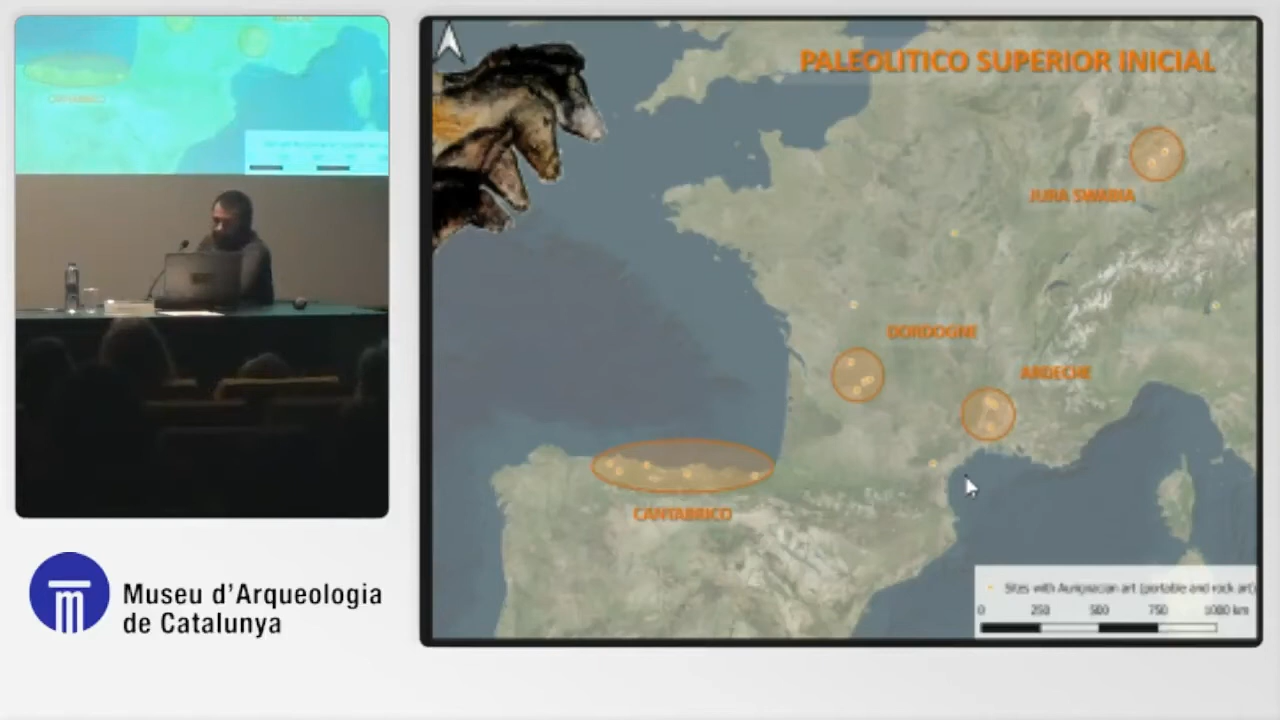 PALEOLITICO SUPERIOR INICIAL
JURA SWABIA
DORDOGNE
ARDECHE
CANTABRICO
Sites with Aurignacian art (portable and rock art)
0 250 500 750 1000 km
CANTABRICO
Museu d'Arqueologia
de Catalunya